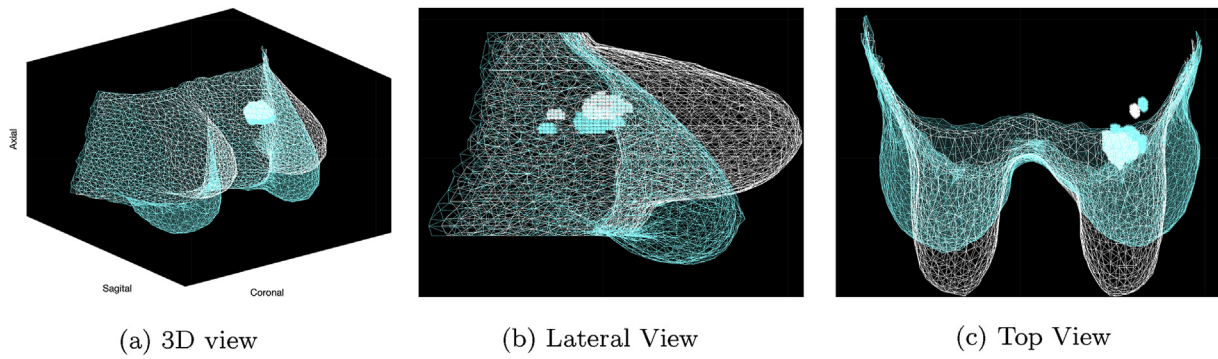 Axial
Sagital
Coronal
(a) 3D view
(b) Lateral View
(c) Top View